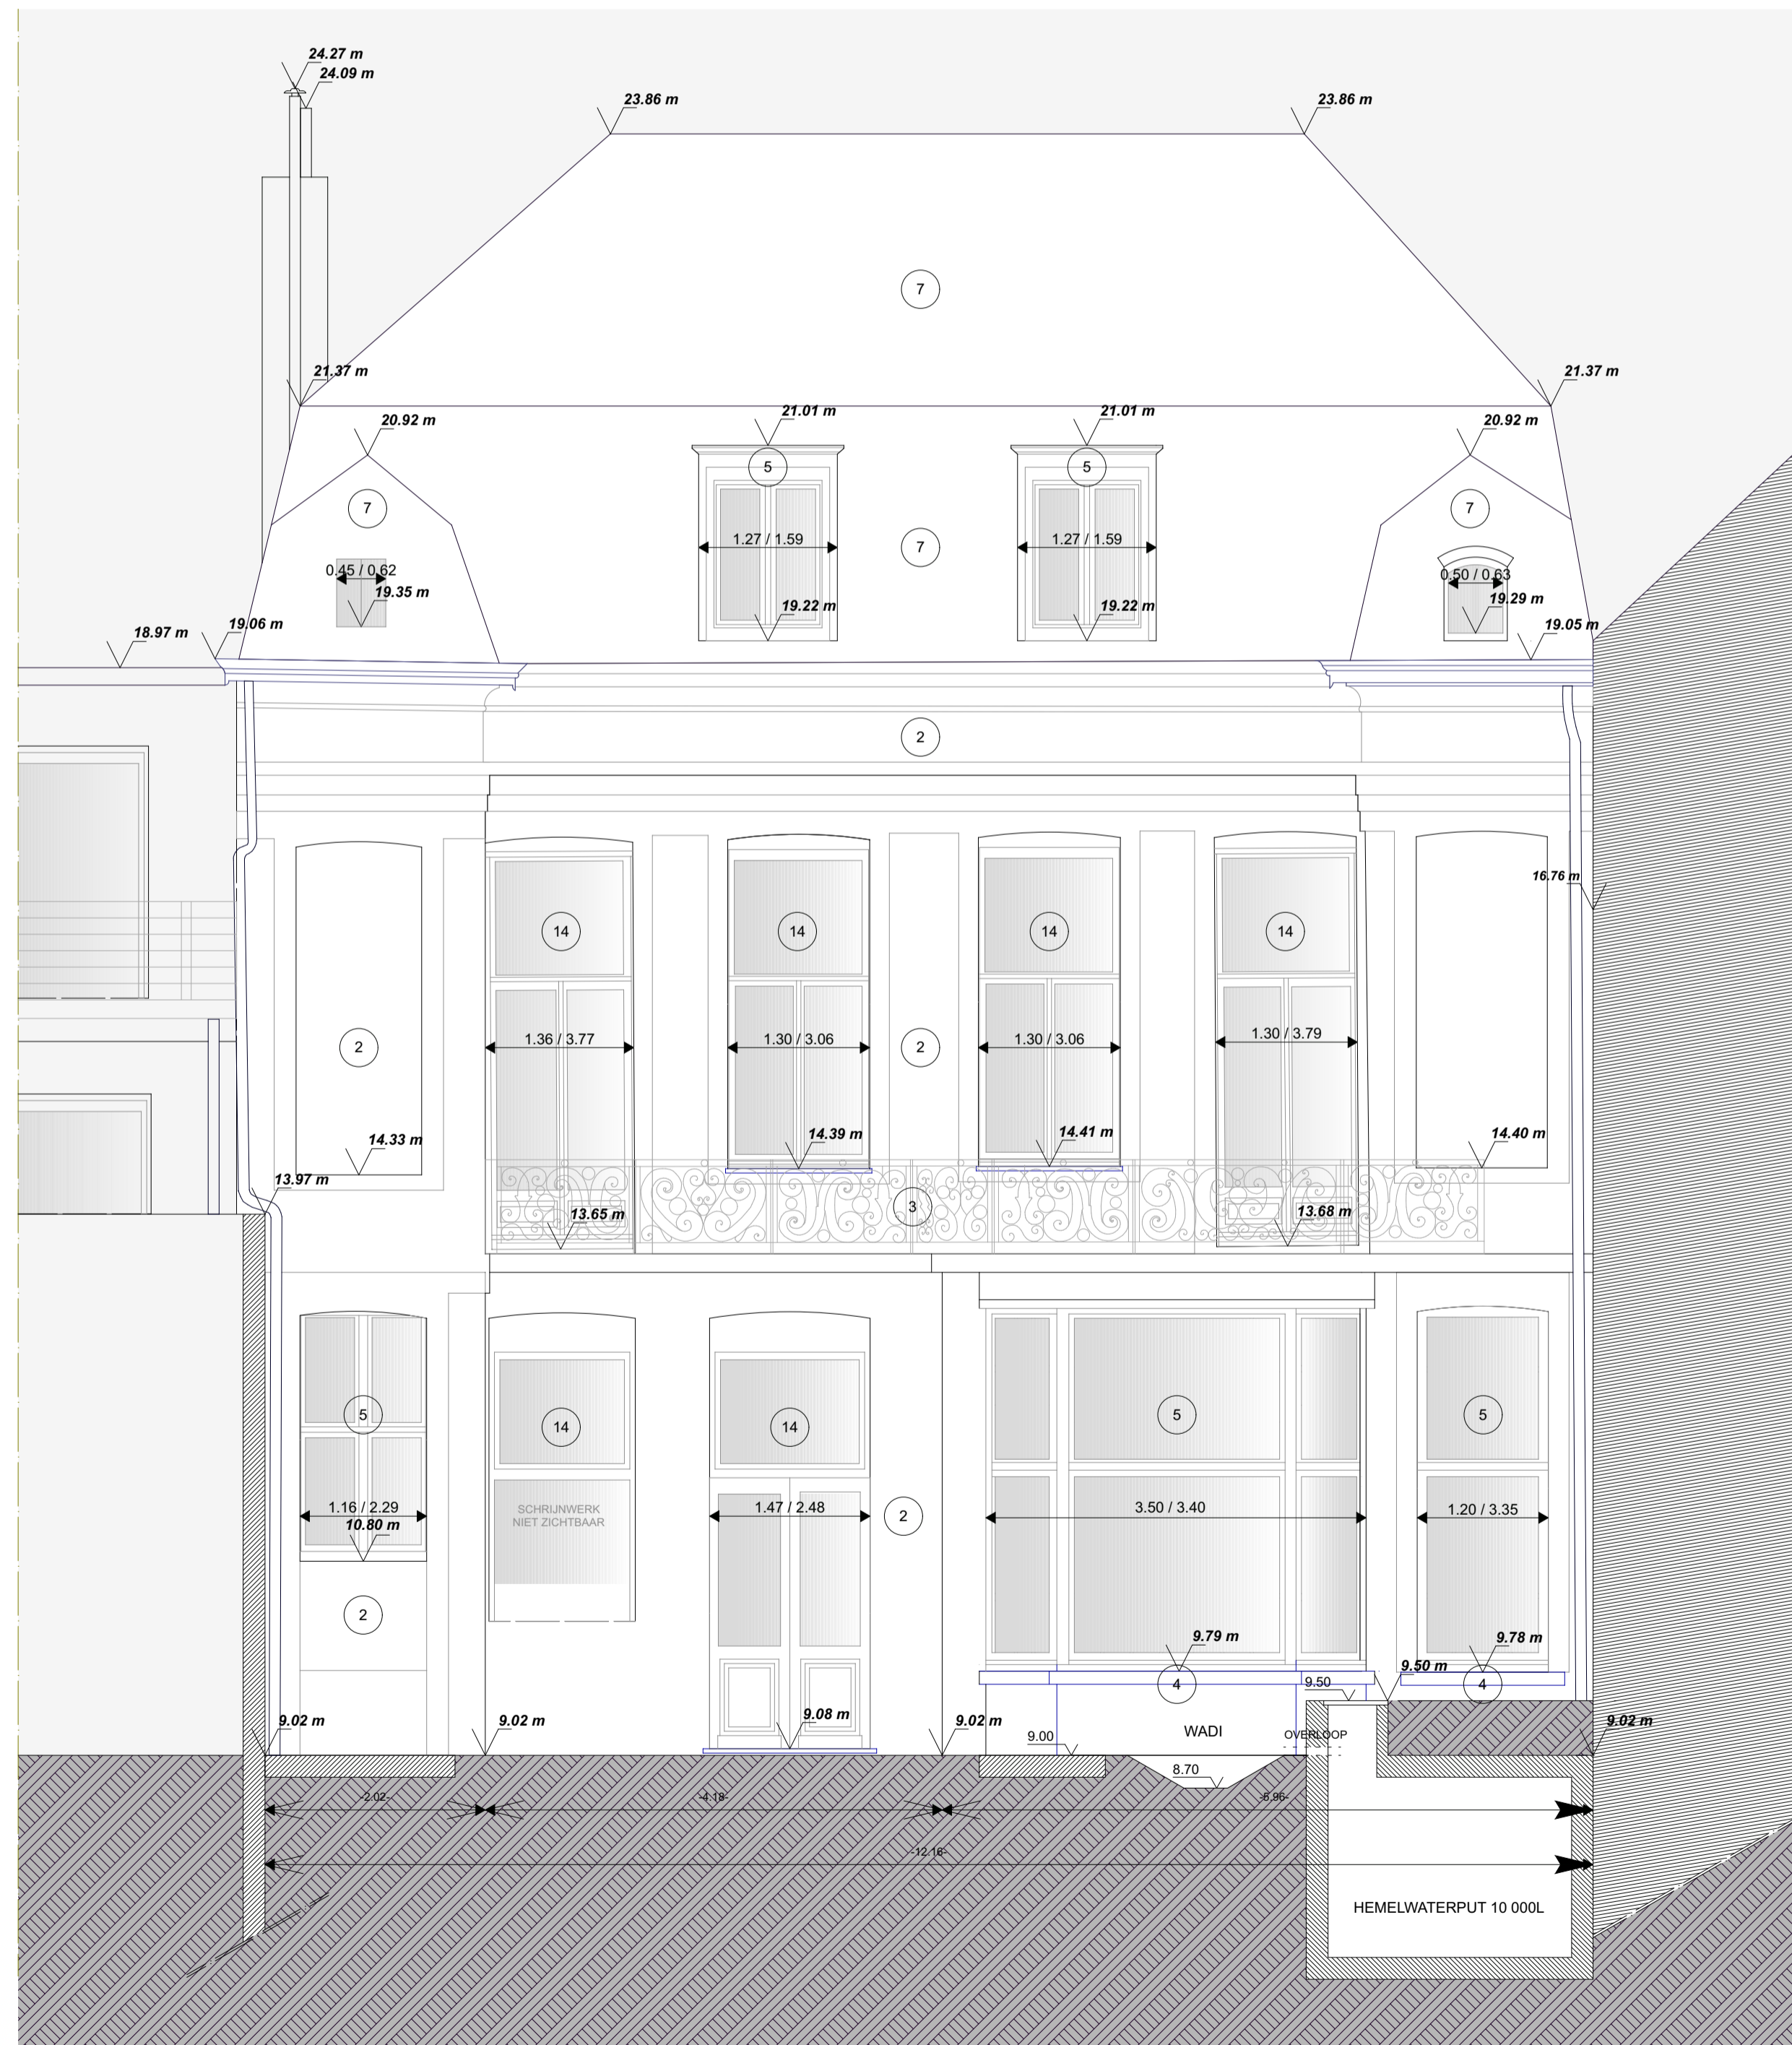 24.27 m
24.09 m
23.86 m
23.86 m
7
21.37 m
21.37 m
20.92 m
21.01 m
21.01 m
20.92 m
5
5
7
7
7
1.27 / 1.59
1.27 / 1.59
0.45 / 0.62
0.50 / 0.63
19.35 m
19.22 m
19.22 m
19.29 m
18.97 m
19.06 m
19.05 m
2
16.76 m
14
14
14
14
1.36 / 3.77
1.30 / 3.06
1.30 / 3.06
1.30 / 3.79
2
2
14.33 m
14.39 m
14.41 m
14.40 m
13.97 m
3
13.65 m
13.68 m
5
14
14
5
5
1.16 / 2.29
SCHRIJNWERK
NIET ZICHTBAAR
1.47 / 2.48
2
3.50 / 3.40
1.20 / 3.35
10.80 m
2
9.79 m
9.78 m
9.50 m
4
4
9.50
9.02 m
9.02 m
9.08 m
9.02 m
9.00
WADI
OVERLOOP
9.02 m
8.70
-2.02-
-4.18-
-5.96-
-12.16-
HEMELWATERPUT 10 000L